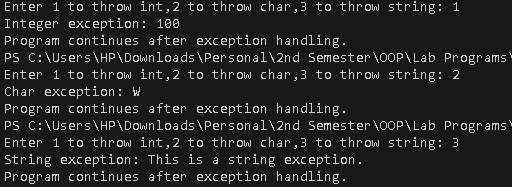 Enter 1 to throw int,2 to throw char,3 to throw string: 1
Integer exception: 100
Program continues after exception handling.
PS C:\Users\HP\Downloads\Personal\2nd Semester\OOP\Lab Programs\
Enter 1 to throw int,2 to throw char,3 to throw string: 2
Char exception: W
Program continues after exception handling.
PS C:\Users\HP\Downloads\Personal\2nd Semester\OOP\Lab Programs\
Enter 1 to throw int,2 to throw char,3 to throw string: 3
String exception: This is a string exception.
Program continues after exception handling.